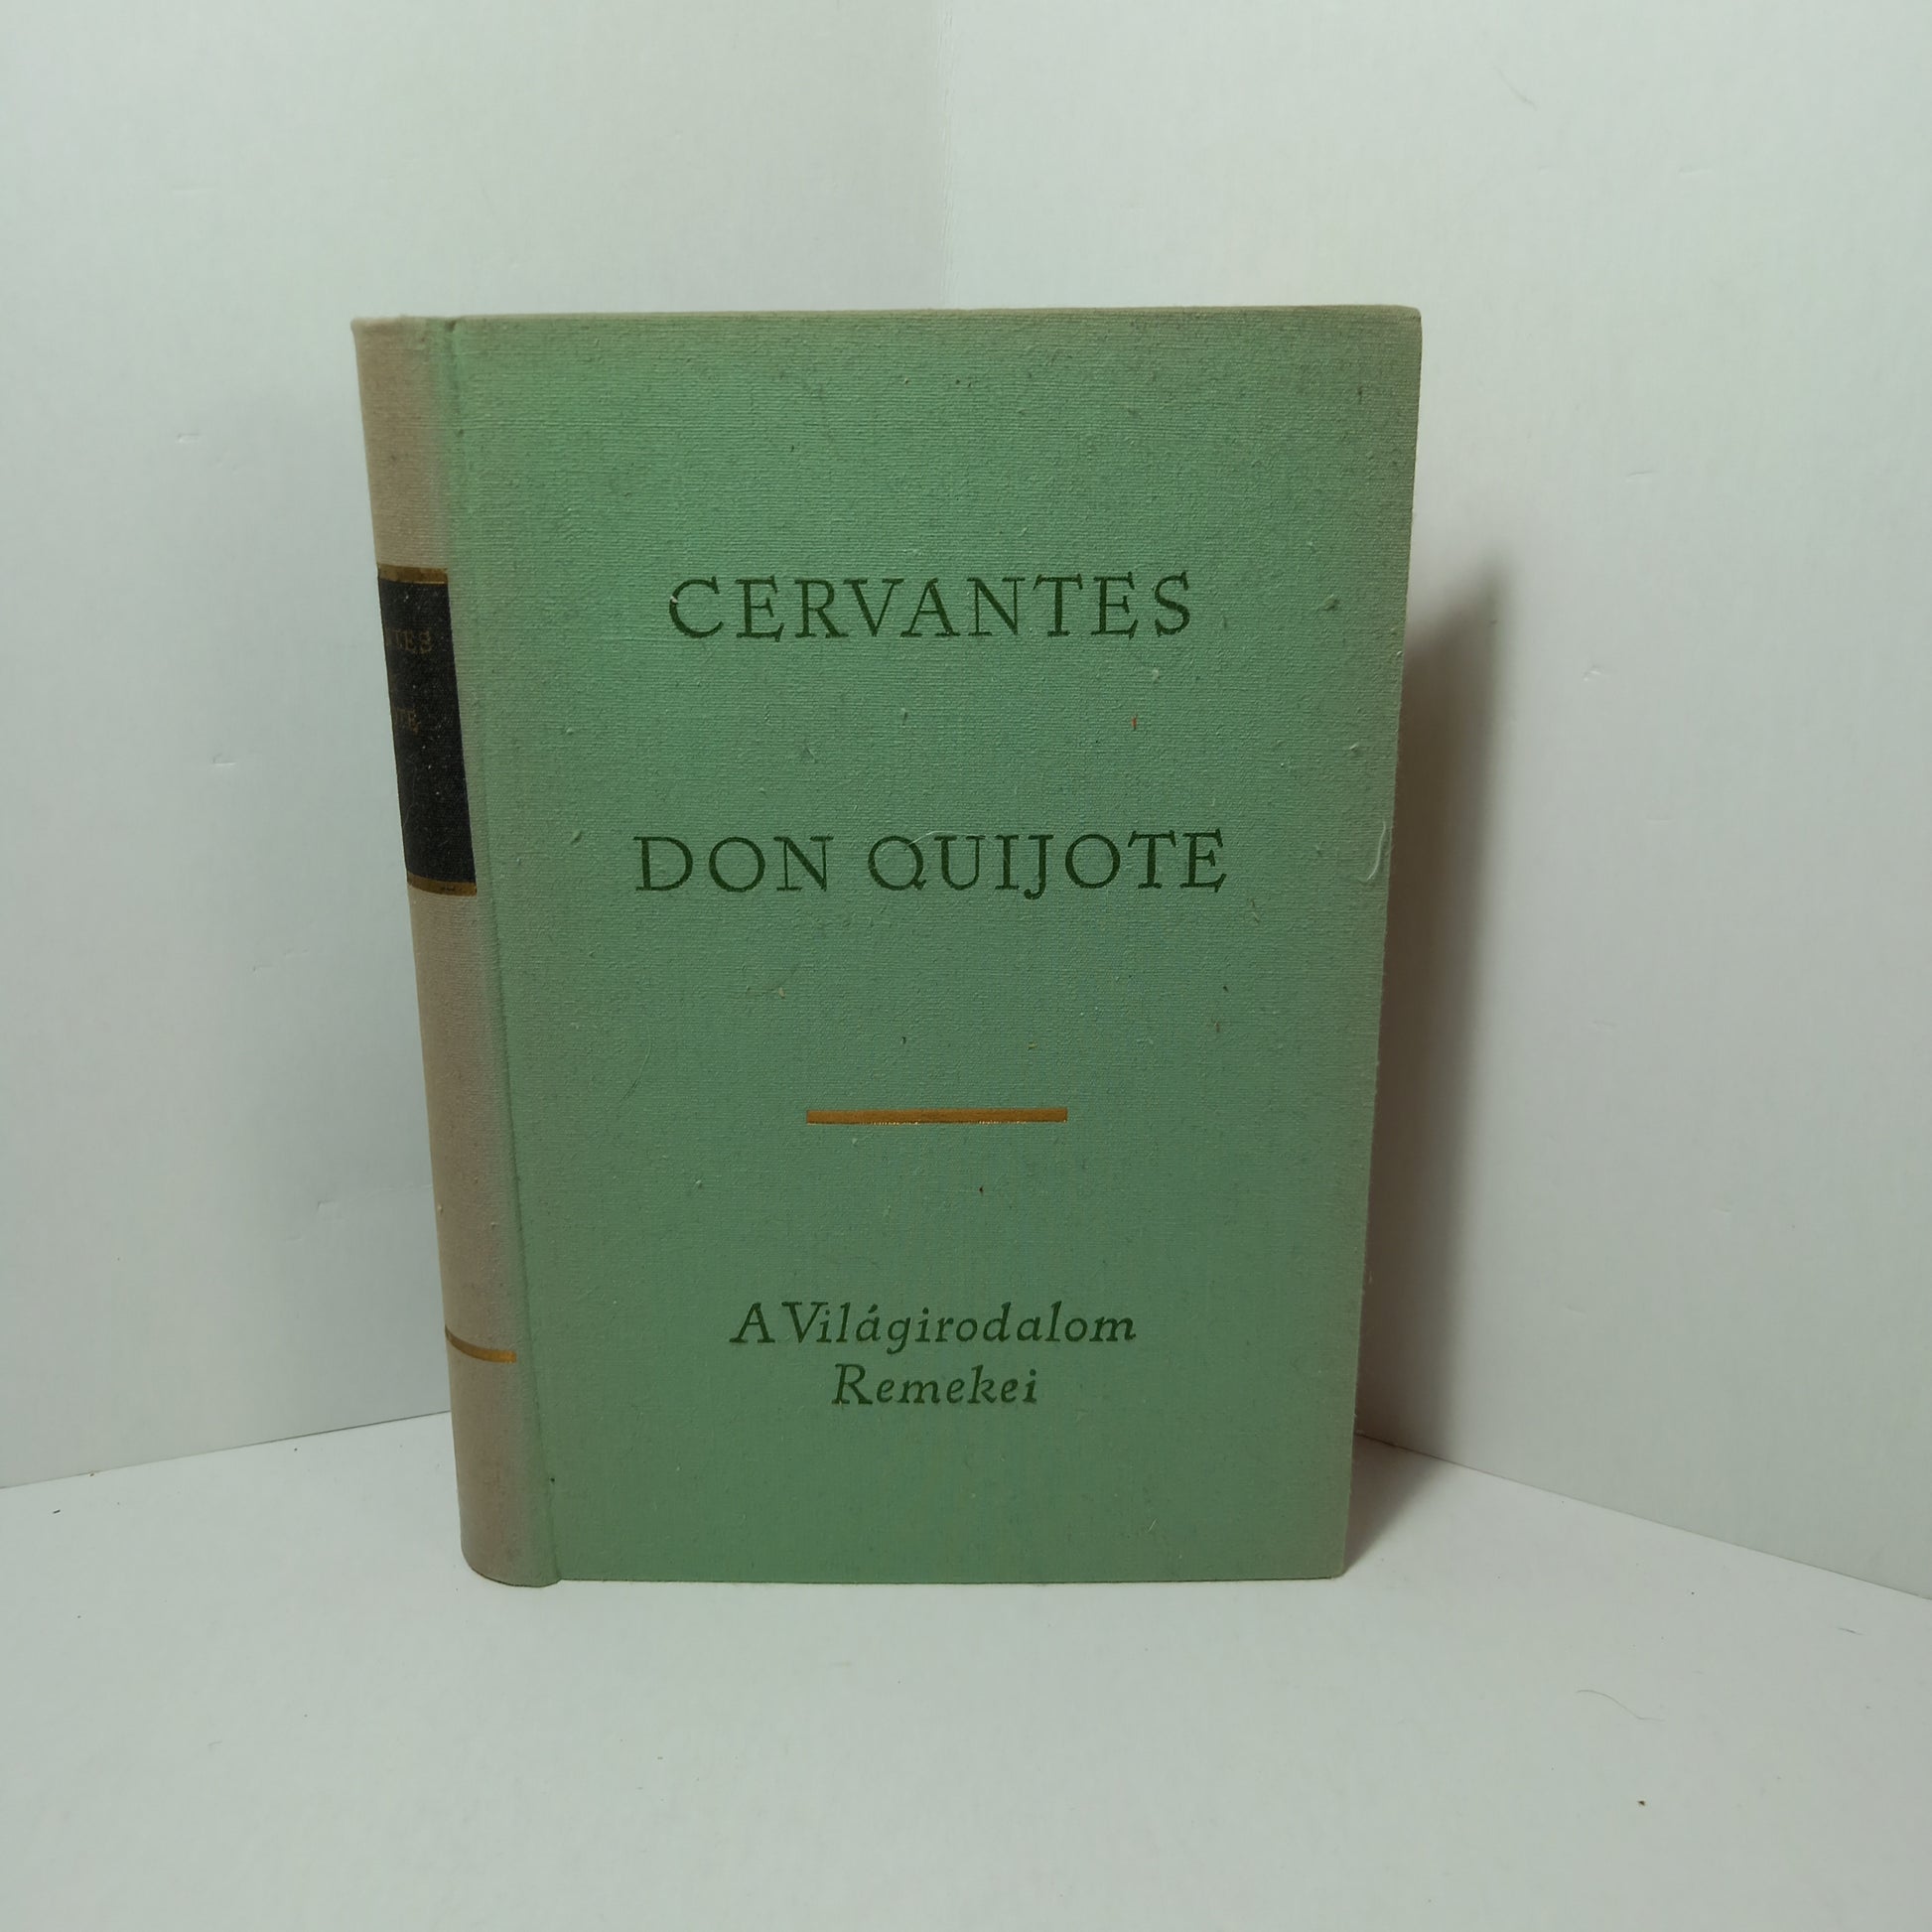 CERVANTES
DON QUIJOTE
A Világirodalom
Remekei